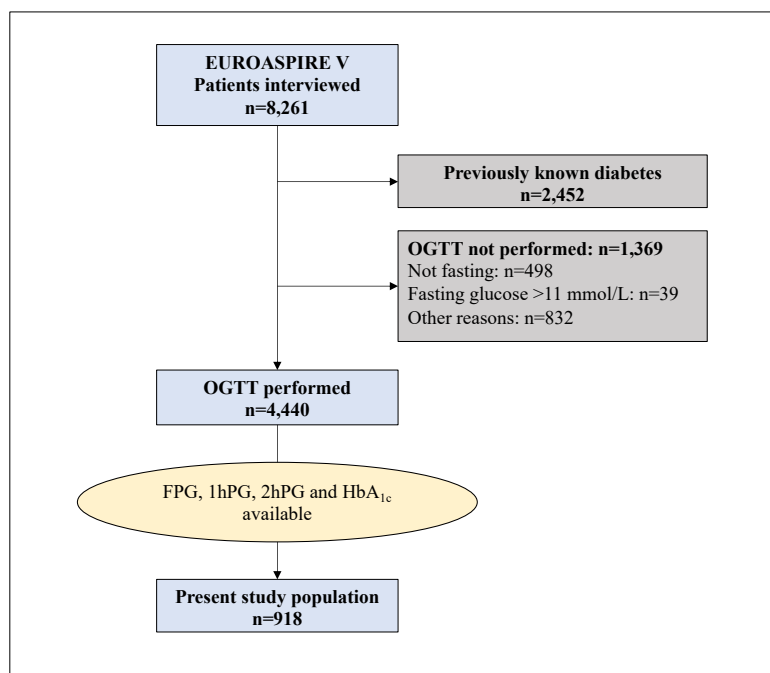 EUROASPIRE V
Patients interviewed
n=8,261
Previously known diabetes
n=2,452
OGTT not performed: n=1,369
Not fasting: n=498
Fasting glucose >11 mmol/L: n=39
Other reasons: n=832
OGTT performed
n=4,440
FPG, 1hPG, 2hPG and HbA1c
available
Present study population
n=918